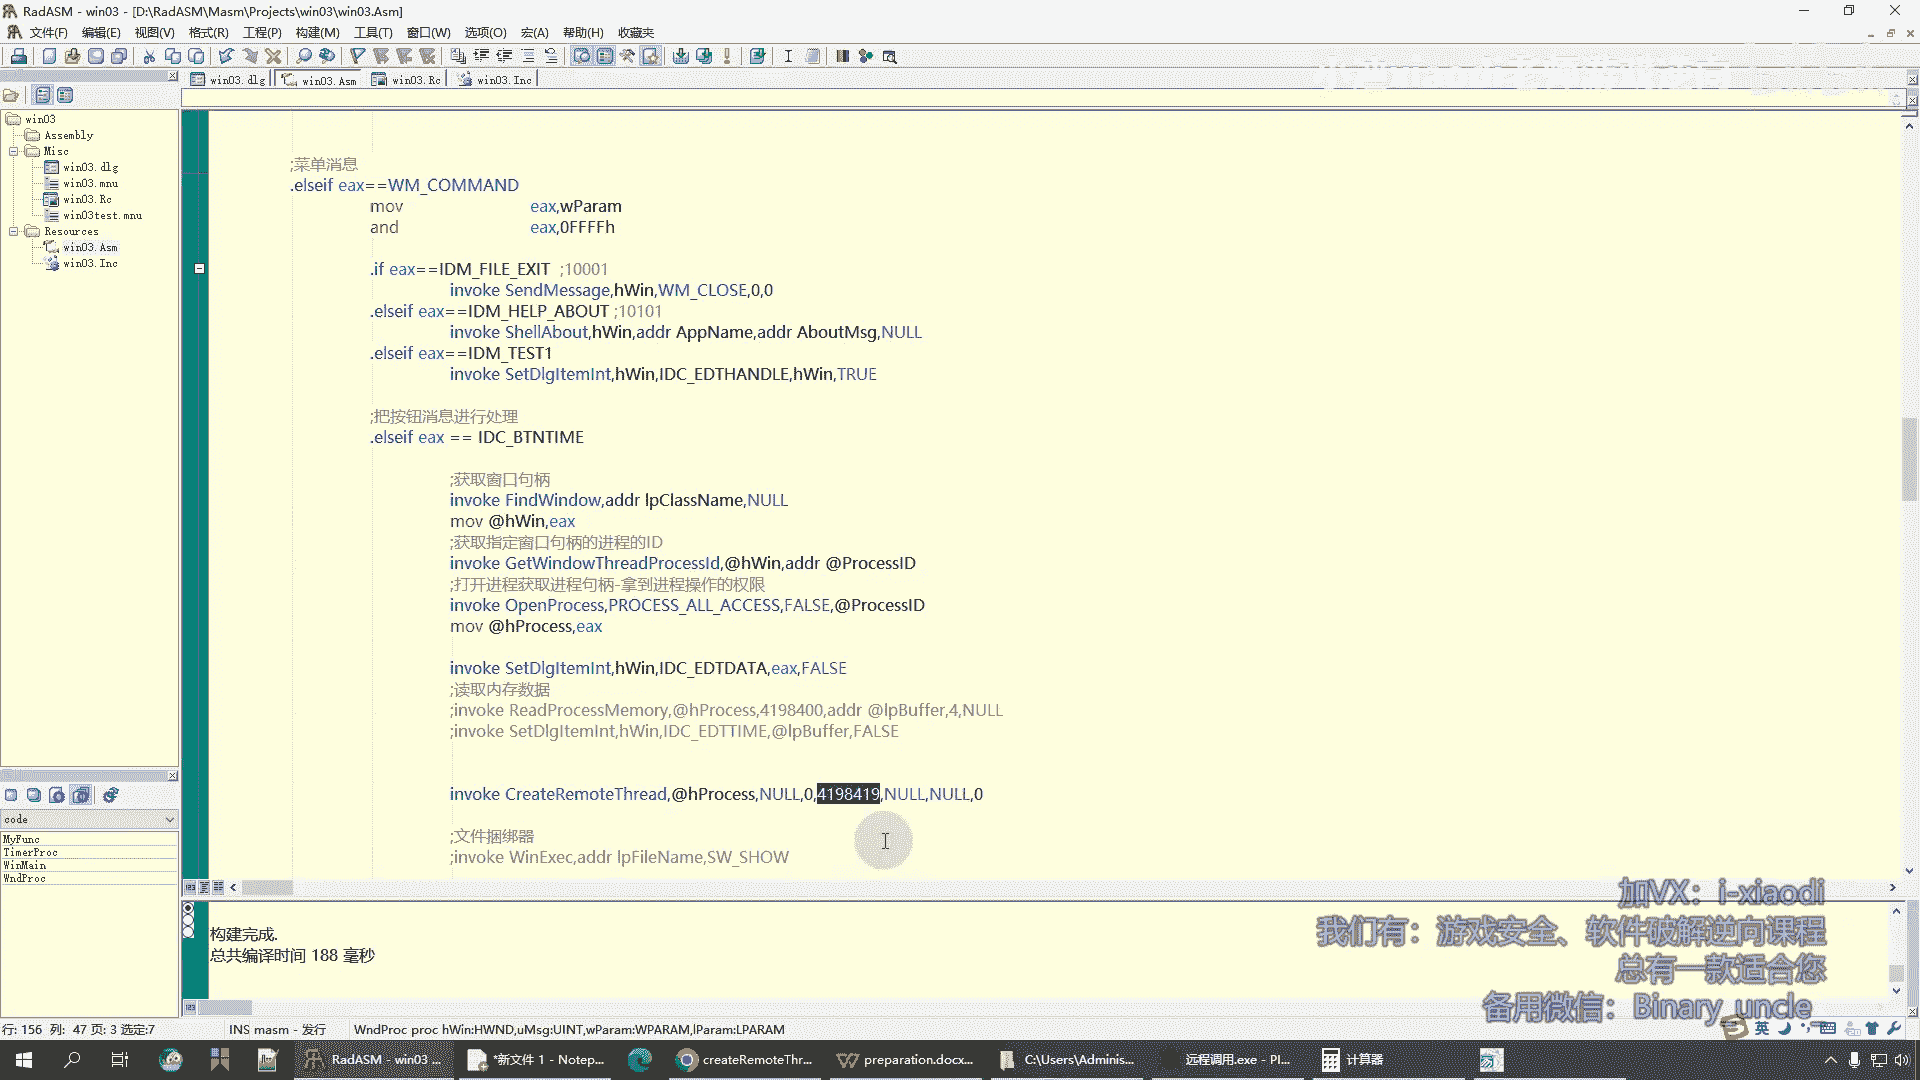 RadASM - win03 - [D:\RadASM\Masm\Projects\win03\win03.Asm]
文件(F) 编辑(E) 视图(V) 格式(R) 工程(P) 构建(M) 工具(T) 窗口(W) 选项(O) 宏(A) 帮助(H) 收藏夹
win03.dlg win03.Asm win03.Rc win03.Inc
win03
Assembly
Misc
win03.dlg
win03.mnu
win03.Rc
win03test.mnu
Resources
win03.Asm
win03.Inc
code
MyFunc
TimerProc
WinMain
WndProc
;菜单消息
.elseif eax==WM_COMMAND
mov eax,wParam
and eax,0FFFFh
.if eax==IDM_FILE_EXIT ;10001
invoke SendMessage,hWin,WM_CLOSE,0,0
.elseif eax==IDM_HELP_ABOUT ;10101
invoke ShellAbout,hWin,addr AppName,addr AboutMsg,NULL
.elseif eax==IDM_TEST1
invoke SetDlgItemInt,hWin,IDC_EDTHANDLE,hWin,TRUE
;把按钮消息进行处理
.elseif eax == IDC_BTNTIME
;获取窗口句柄
invoke FindWindow,addr lpClassName,NULL
mov @hWin,eax
;获取指定窗口句柄的进程的ID
invoke GetWindowThreadProcessId,@hWin,addr @ProcessID
;打开进程获取进程句柄-拿到进程操作的权限
invoke OpenProcess,PROCESS_ALL_ACCESS,FALSE,@ProcessID
mov @hProcess,eax
invoke SetDlgItemInt,hWin,IDC_EDTDATA,eax,FALSE
;读取内存数据
;invoke ReadProcessMemory,@hProcess,4198400,addr @lpBuffer,4,NULL
;invoke SetDlgItemInt,hWin,IDC_EDTTIME,@lpBuffer,FALSE
invoke CreateRemoteThread,@hProcess,NULL,0,4198419,NULL,NULL,0
;文件捆绑器
;invoke WinExec,addr lpFileName,SW_SHOW
构建完成.
总共编译时间 188 毫秒
加VX：i-xiaodi
我们有：游戏安全、软件破解逆向课程
总有一款适合您
备用微信：Binary_uncle
行: 156 列: 47 页: 3 选定:7 INS masm - 发行 WndProc proc hWin:HWND,uMsg:UINT,wParam:WPARAM,lParam:LPARAM
英
RadASM - win03 ... *新文件 1 - Notep... createRemoteThr... preparation.docx... C:\Users\Adminis... 远程调用.exe - PI... 计算器